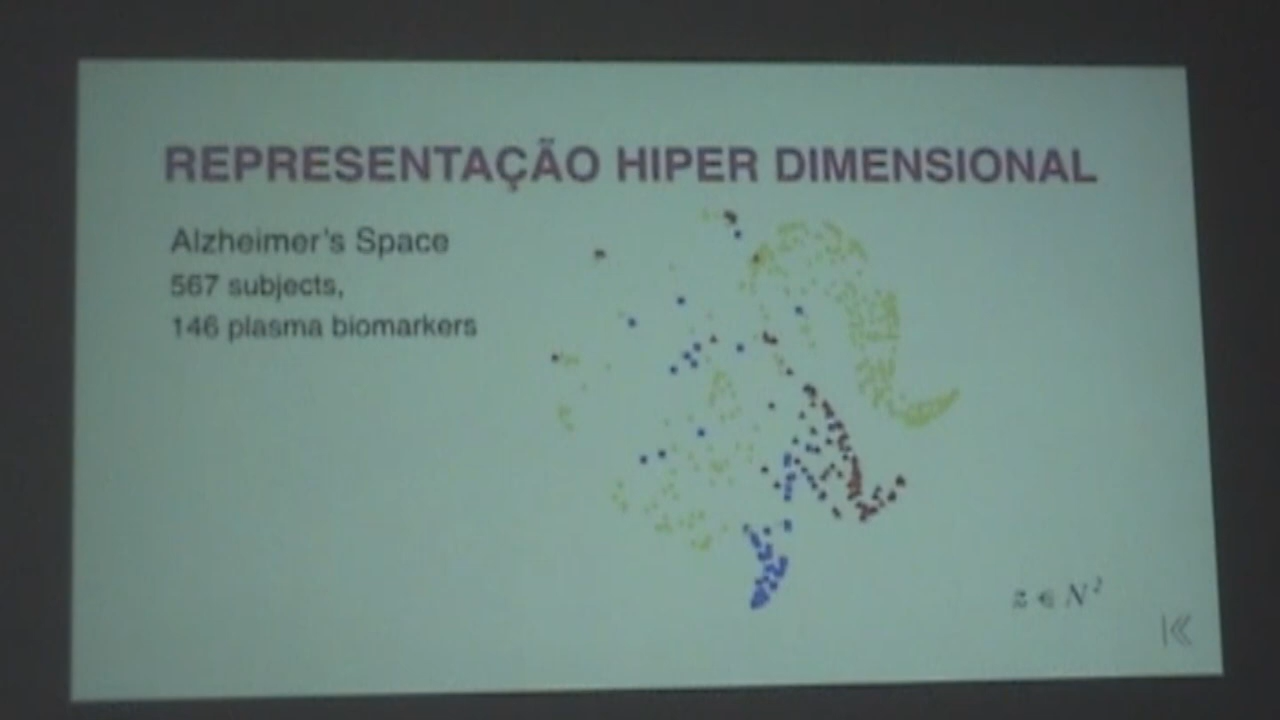 REPRESENTAÇÃO HIPER DIMENSIONAL
Alzheimer's Space
567 subjects,
146 plasma biomarkers